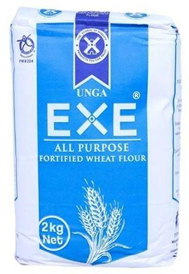 UNGA
EXE®
ALL PURPOSE
FORTIFIED WHEAT FLOUR
2kg
Net